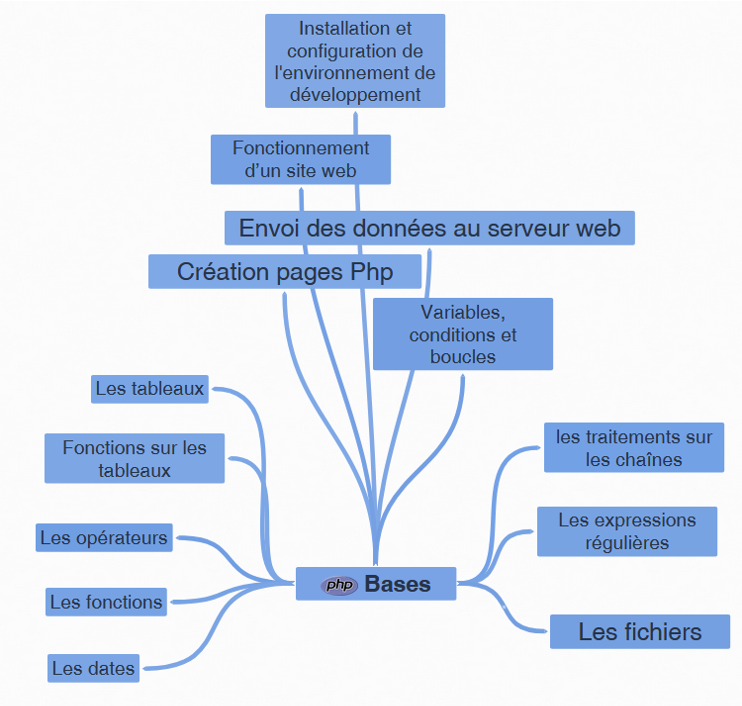 Installation et
configuration de
l'environnement de
développement
Fonctionnement
d’un site web
Envoi des données au serveur web
Création pages Php
Variables,
conditions et
boucles
Les tableaux
Fonctions sur les
tableaux
Les opérateurs
Les fonctions
Les dates
les traitements sur
les chaînes
Les expressions
régulières
Les fichiers
php Bases